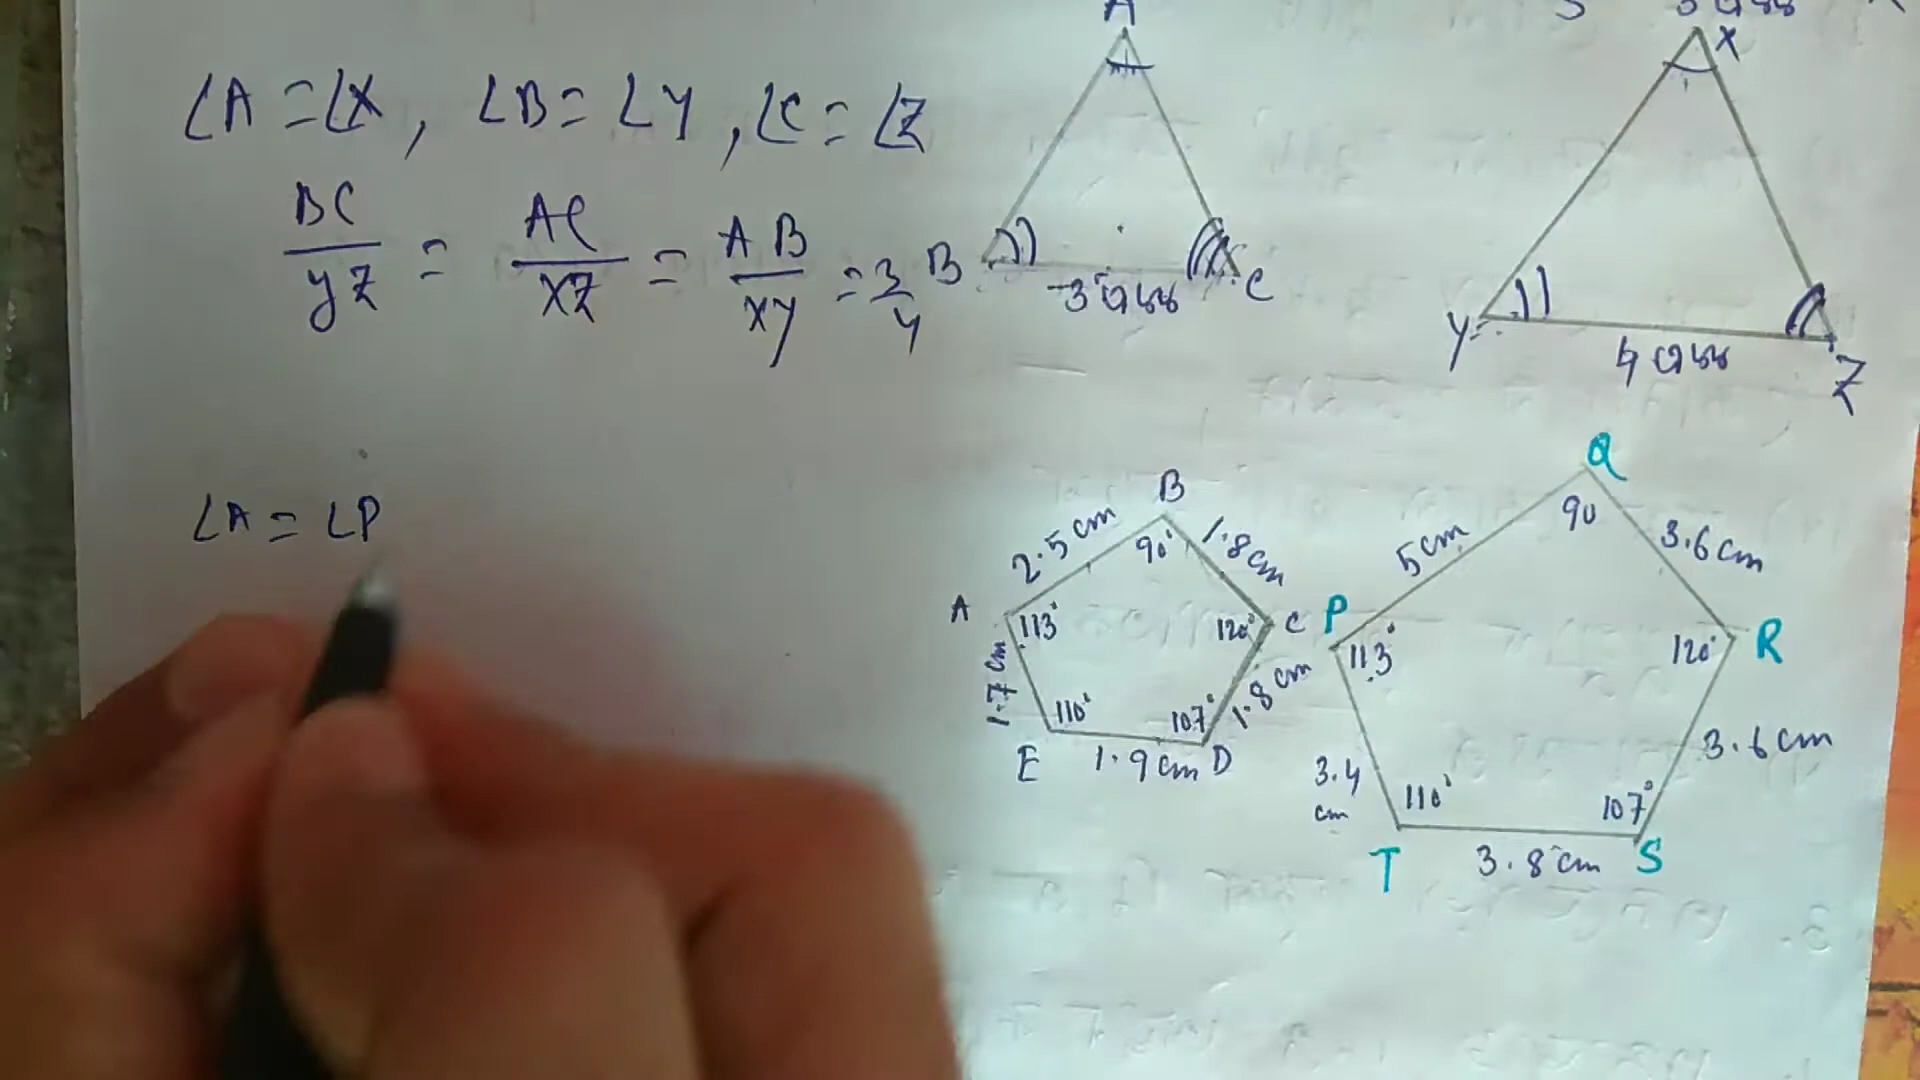 ∠A = ∠X, ∠B = ∠Y, ∠C = ∠Z
BC/YZ = AC/XZ = AB/XY = 3/4
A
B
C
S
X
Y
Z
∠A = ∠P
A
B
C
D
E
2.5 cm
1.8 cm
1.8 cm
1.9 cm
1.7 cm
113°
90°
120°
107°
110°
P
Q
R
S
T
5 cm
3.6 cm
3.6 cm
3.8 cm
3.4 cm
113°
90
120°
107°
110°